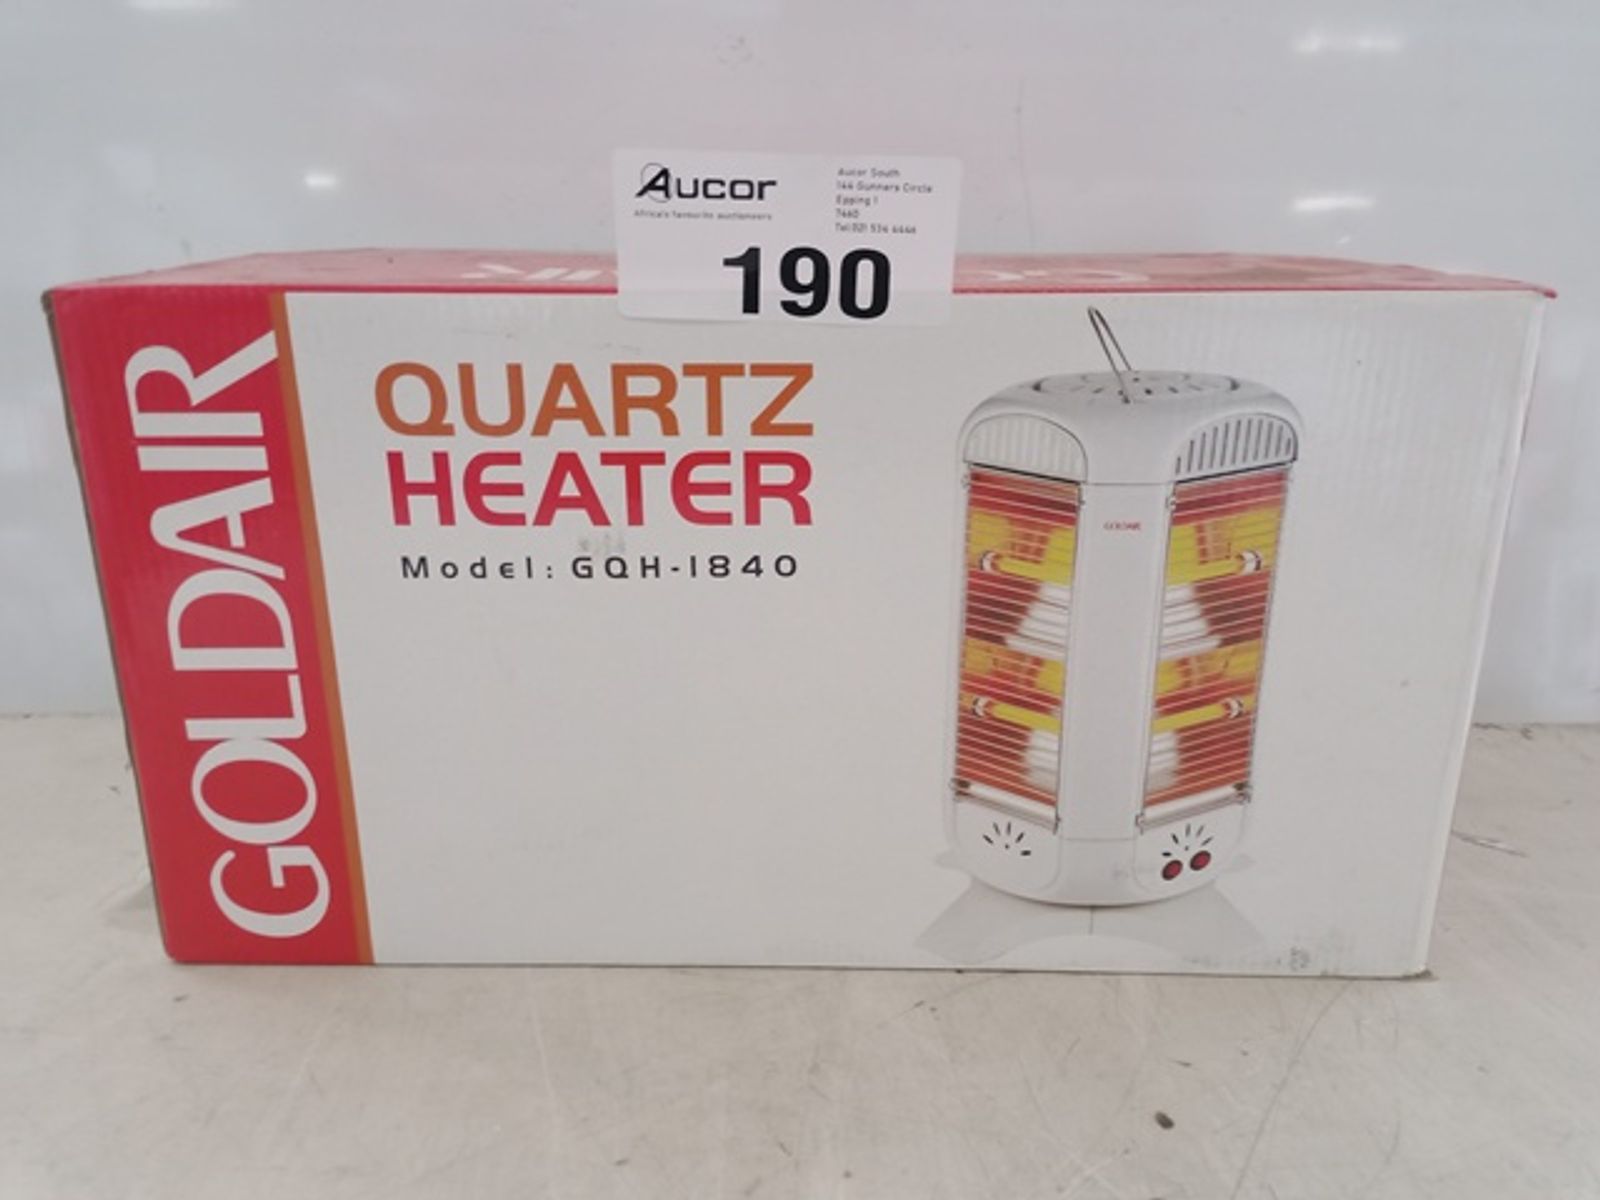 AUCOR
Africa's favourite auctioneers
Aucor South
144 Gunners Circle
Epping 1
7460
190
GOLDAIR
QUARTZ
HEATER
Model: GQH-1840
GOLDAIR